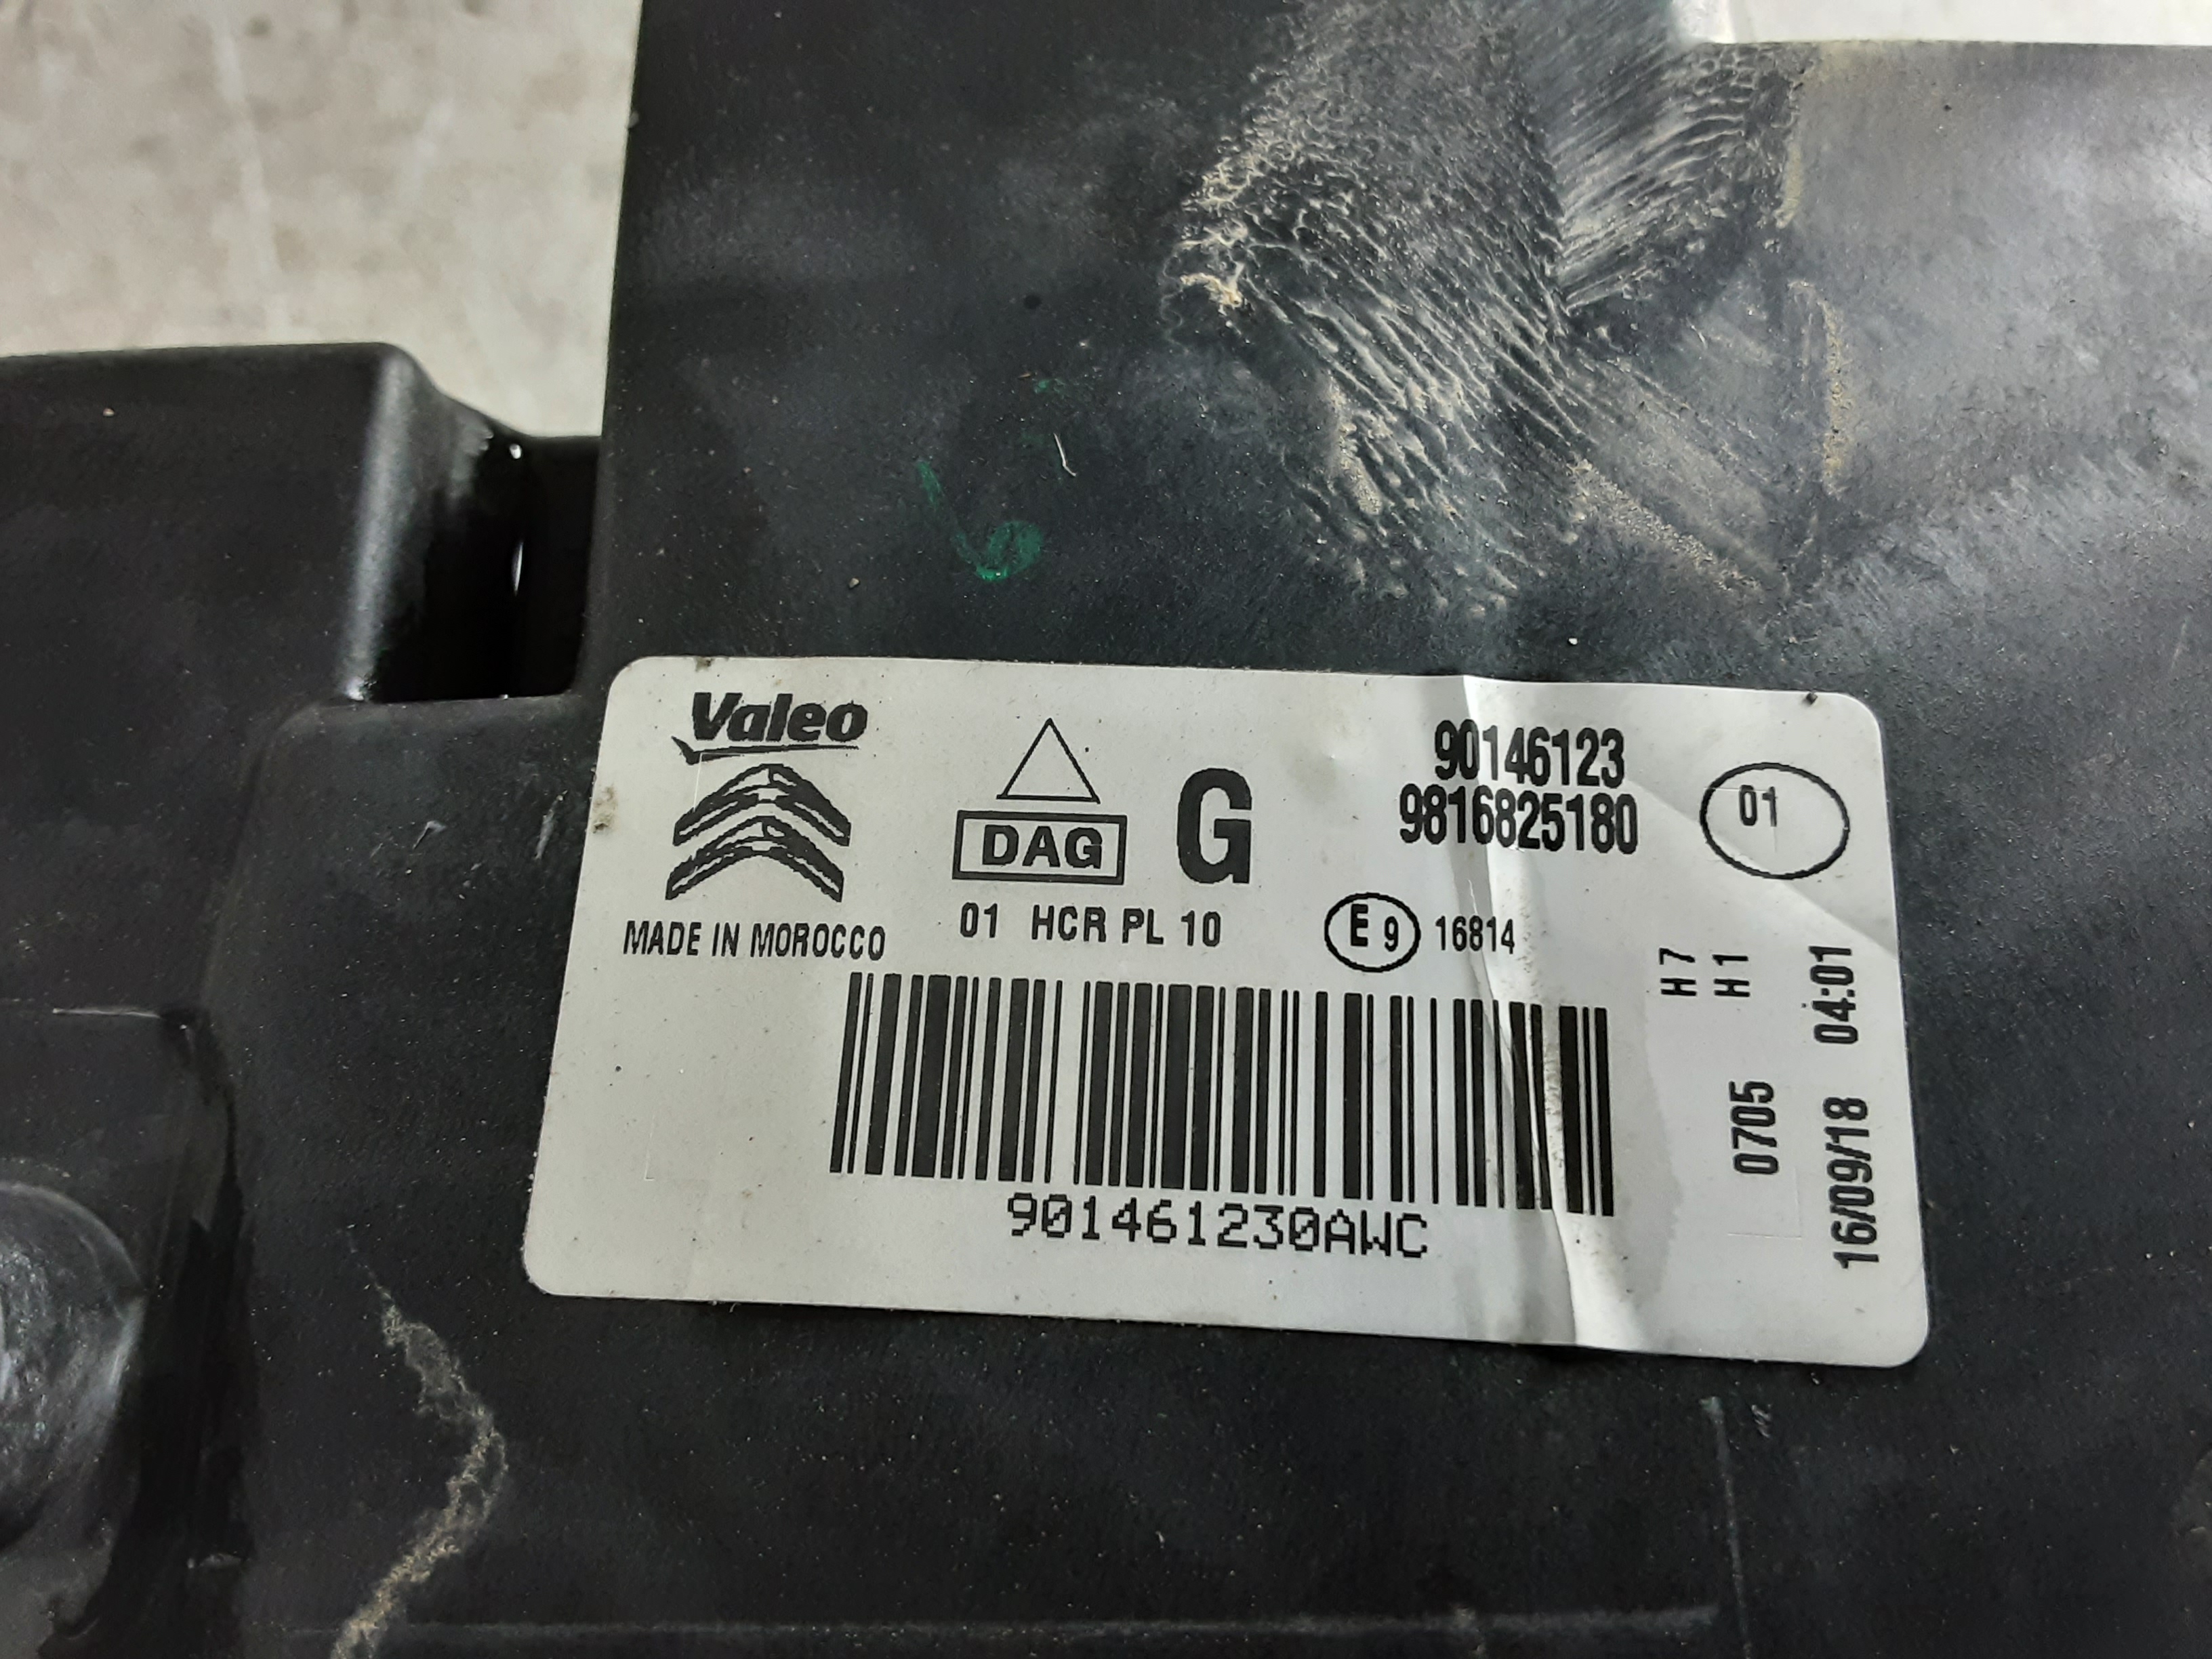 Valeo
DAG
G
90146123
9816825180
01
MADE IN MOROCCO
01 HCR PL 10
E9 16814
H7
H1
0705
16/09/18 04:01
901461230AWC